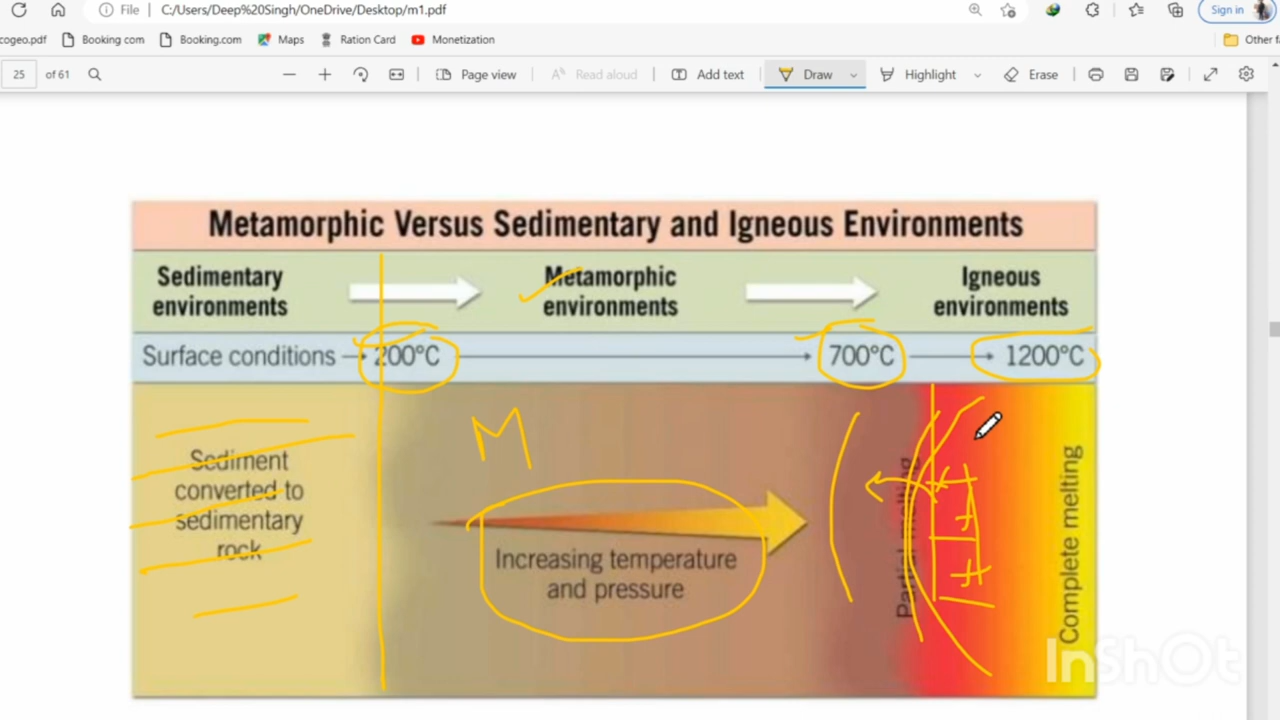 File C:/Users/Deep%20Singh/OneDrive/Desktop/m1.pdf
Sign in
cogeo.pdf Booking com Booking.com Maps Ration Card Monetization Other fa
25 of 61 Page view Read aloud Add text Draw Highlight Erase
Metamorphic Versus Sedimentary and Igneous Environments
Sedimentary
environments
Metamorphic
environments
Igneous
environments
Surface conditions 200°C 700°C 1200°C
M
Sediment
converted to
sedimentary
rock
Increasing temperature
and pressure
Partial melting
Complete melting
InShOt